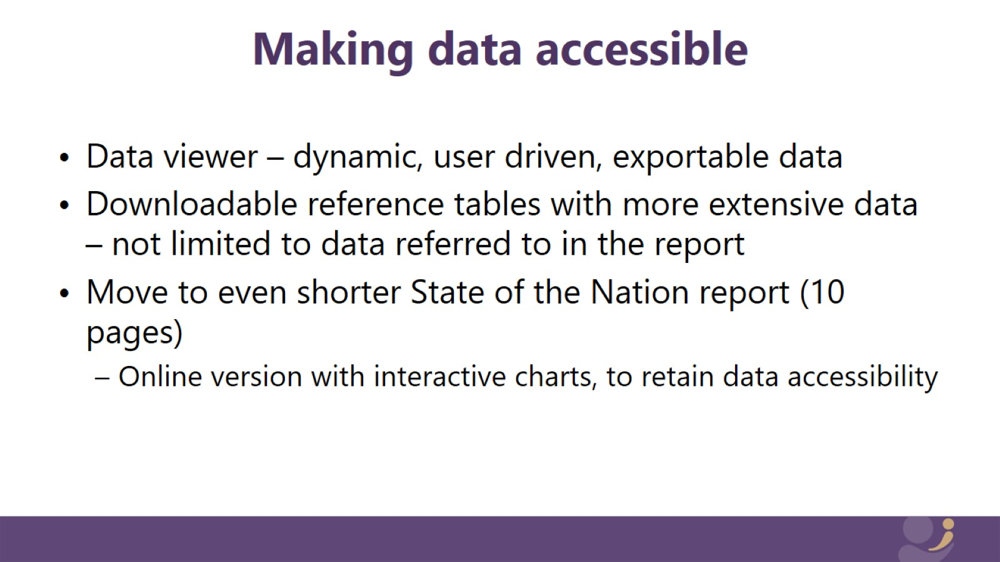 Making data accessible
• Data viewer – dynamic, user driven, exportable data
• Downloadable reference tables with more extensive data
– not limited to data referred to in the report
• Move to even shorter State of the Nation report (10
pages)
– Online version with interactive charts, to retain data accessibility